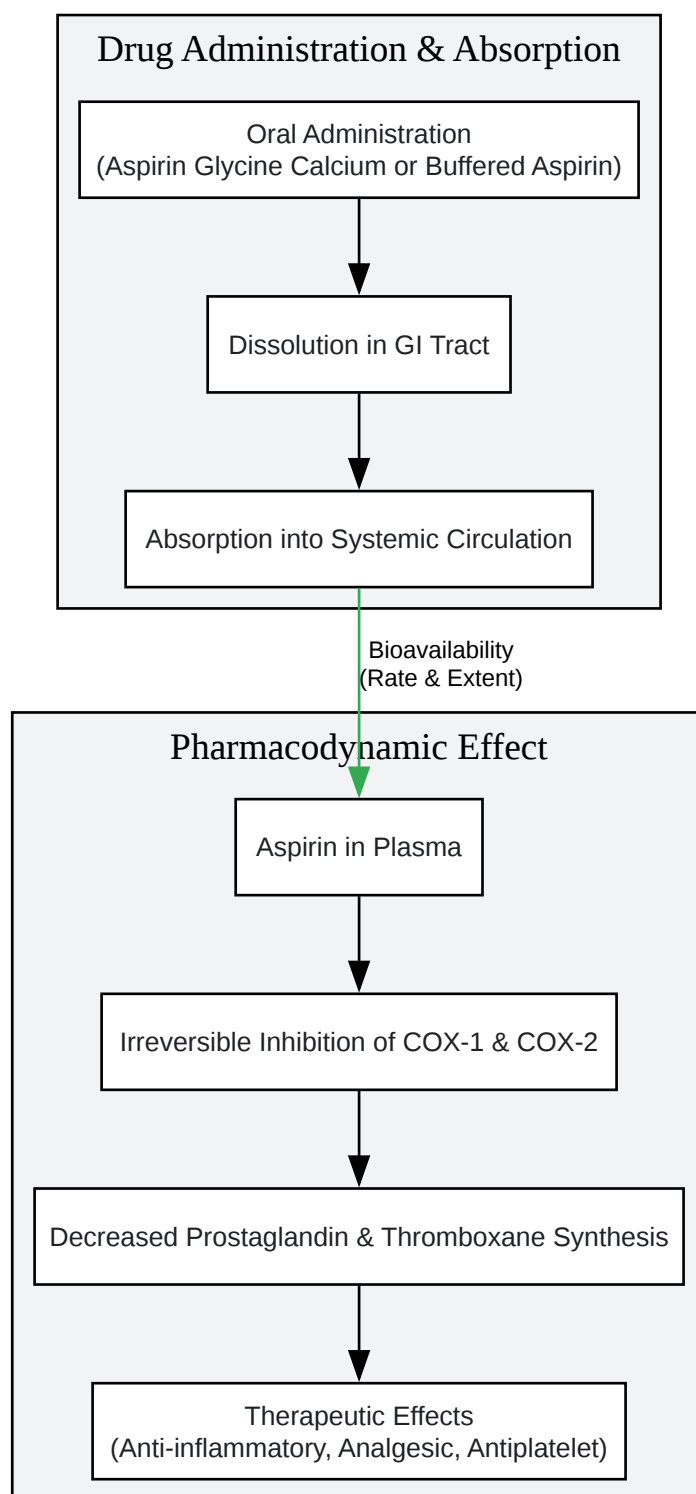 Drug Administration & Absorption
Oral Administration
(Aspirin Glycine Calcium or Buffered Aspirin)
Dissolution in GI Tract
Absorption into Systemic Circulation
Bioavailability
(Rate & Extent)
Pharmacodynamic Effect
Aspirin in Plasma
Irreversible Inhibition of COX-1 & COX-2
Decreased Prostaglandin & Thromboxane Synthesis
Therapeutic Effects
(Anti-inflammatory, Analgesic, Antiplatelet)